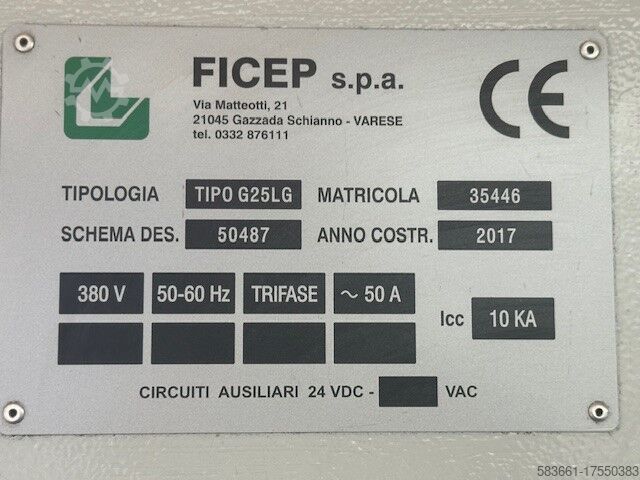 FICEP s.p.a.
Via Matteotti, 21
21045 Gazzada Schianno - VARESE
tel. 0332 876111
CE
TIPOLOGIA TIPO G25LG MATRICOLA 35446
SCHEMA DES. 50487 ANNO COSTR. 2017
380 V 50-60 Hz TRIFASE ~ 50 A
Icc 10 KA
CIRCUITI AUSILIARI 24 VDC - VAC
583661-17550383